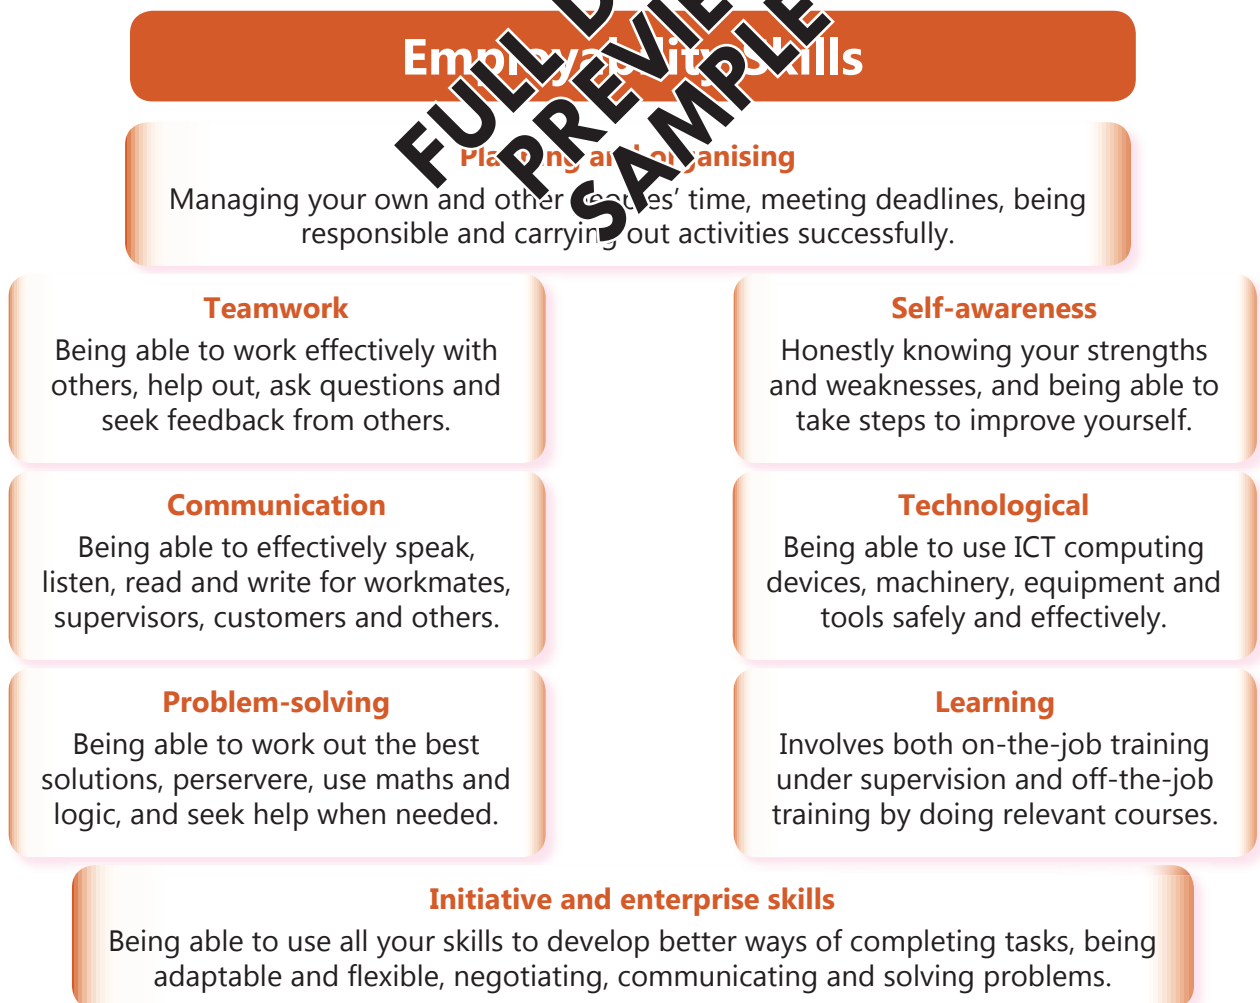 Employability Skills
FULL
PREVIEW
SAMPLE
Planning and organising
Managing your own and other peoples’ time, meeting deadlines, being
responsible and carrying out activities successfully.
Teamwork
Being able to work effectively with
others, help out, ask questions and
seek feedback from others.
Self-awareness
Honestly knowing your strengths
and weaknesses, and being able to
take steps to improve yourself.
Communication
Being able to effectively speak,
listen, read and write for workmates,
supervisors, customers and others.
Technological
Being able to use ICT computing
devices, machinery, equipment and
tools safely and effectively.
Problem-solving
Being able to work out the best
solutions, perservere, use maths and
logic, and seek help when needed.
Learning
Involves both on-the-job training
under supervision and off-the-job
training by doing relevant courses.
Initiative and enterprise skills
Being able to use all your skills to develop better ways of completing tasks, being
adaptable and flexible, negotiating, communicating and solving problems.